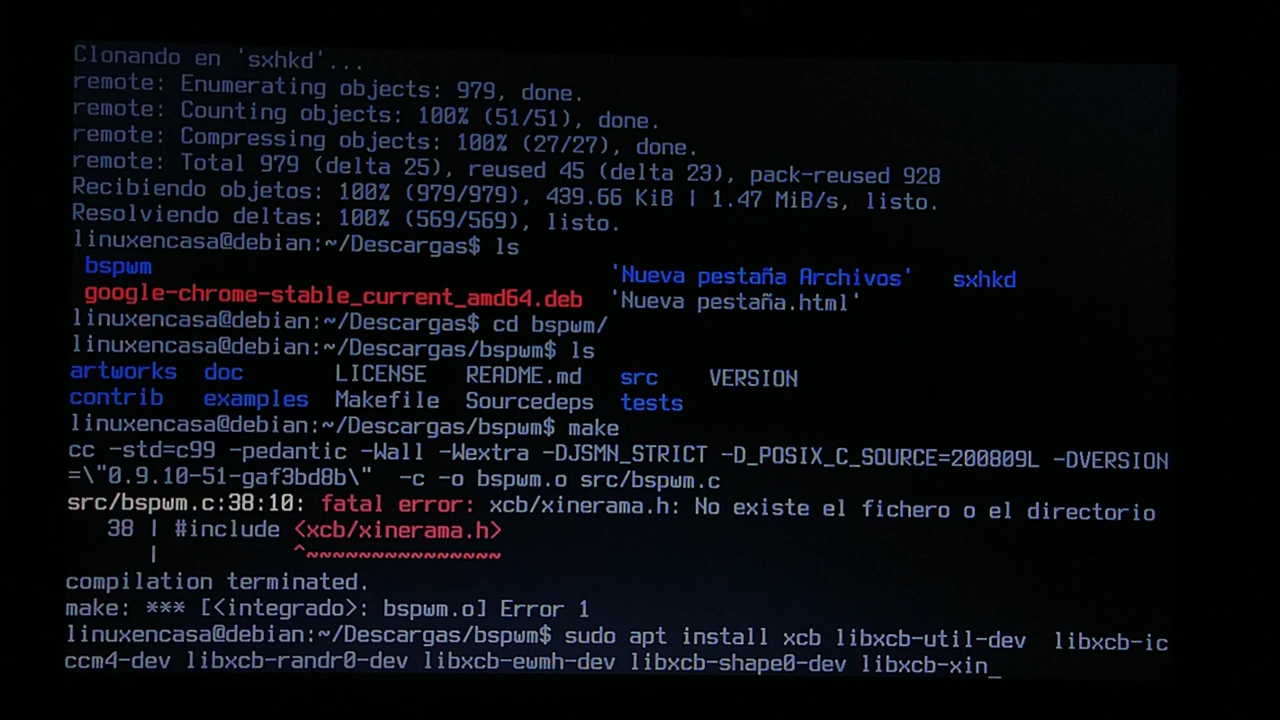 Clonando en 'sxhkd'...
remote: Enumerating objects: 979, done.
remote: Counting objects: 100% (51/51), done.
remote: Compressing objects: 100% (27/27), done.
remote: Total 979 (delta 25), reused 45 (delta 23), pack-reused 928
Recibiendo objetos: 100% (979/979), 439.66 KiB | 1.47 MiB/s, listo.
Resolviendo deltas: 100% (569/569), listo.
linuxencasa@debian:~/Descargas$ ls
bspwm 'Nueva pestaña Archivos' sxhkd
google-chrome-stable_current_amd64.deb 'Nueva pestaña.html'
linuxencasa@debian:~/Descargas$ cd bspwm/
linuxencasa@debian:~/Descargas/bspwm$ ls
artworks doc LICENSE README.md src VERSION
contrib examples Makefile Sourcedeps tests
linuxencasa@debian:~/Descargas/bspwm$ make
cc -std=c99 -pedantic -Wall -Wextra -DJSMN_STRICT -D_POSIX_C_SOURCE=200809L -DVERSION
=\"0.9.10-51-gaf3bd8b\" -c -o bspwm.o src/bspwm.c
src/bspwm.c:38:10: fatal error: xcb/xinerama.h: No existe el fichero o el directorio
38 | #include <xcb/xinerama.h>
| ^~~~~~~~~~~~~~~~
compilation terminated.
make: *** [<integrado>: bspwm.o] Error 1
linuxencasa@debian:~/Descargas/bspwm$ sudo apt install xcb libxcb-util-dev libxcb-ic
ccm4-dev libxcb-randr0-dev libxcb-ewmh-dev libxcb-shape0-dev libxcb-xin_